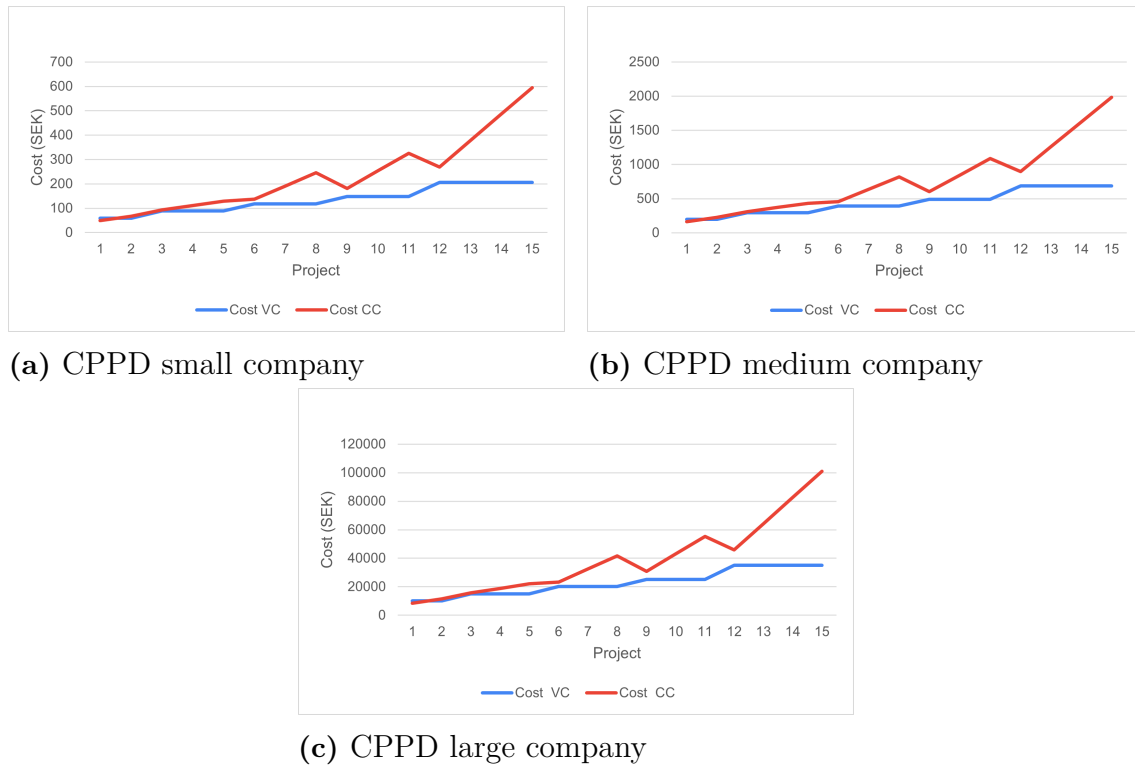 700
600
500
400
300
200
100
0
Cost (SEK)
1 2 3 4 5 6 7 8 9 10 11 12 13 14 15
Project
Cost VC Cost CC
(a) CPPD small company
2500
2000
1500
1000
500
0
Cost (SEK)
1 2 3 4 5 6 7 8 9 10 11 12 13 14 15
Project
Cost VC Cost CC
(b) CPPD medium company
120000
100000
80000
60000
40000
20000
0
Cost (SEK)
1 2 3 4 5 6 7 8 9 10 11 12 13 14 15
Project
Cost VC Cost CC
(c) CPPD large company